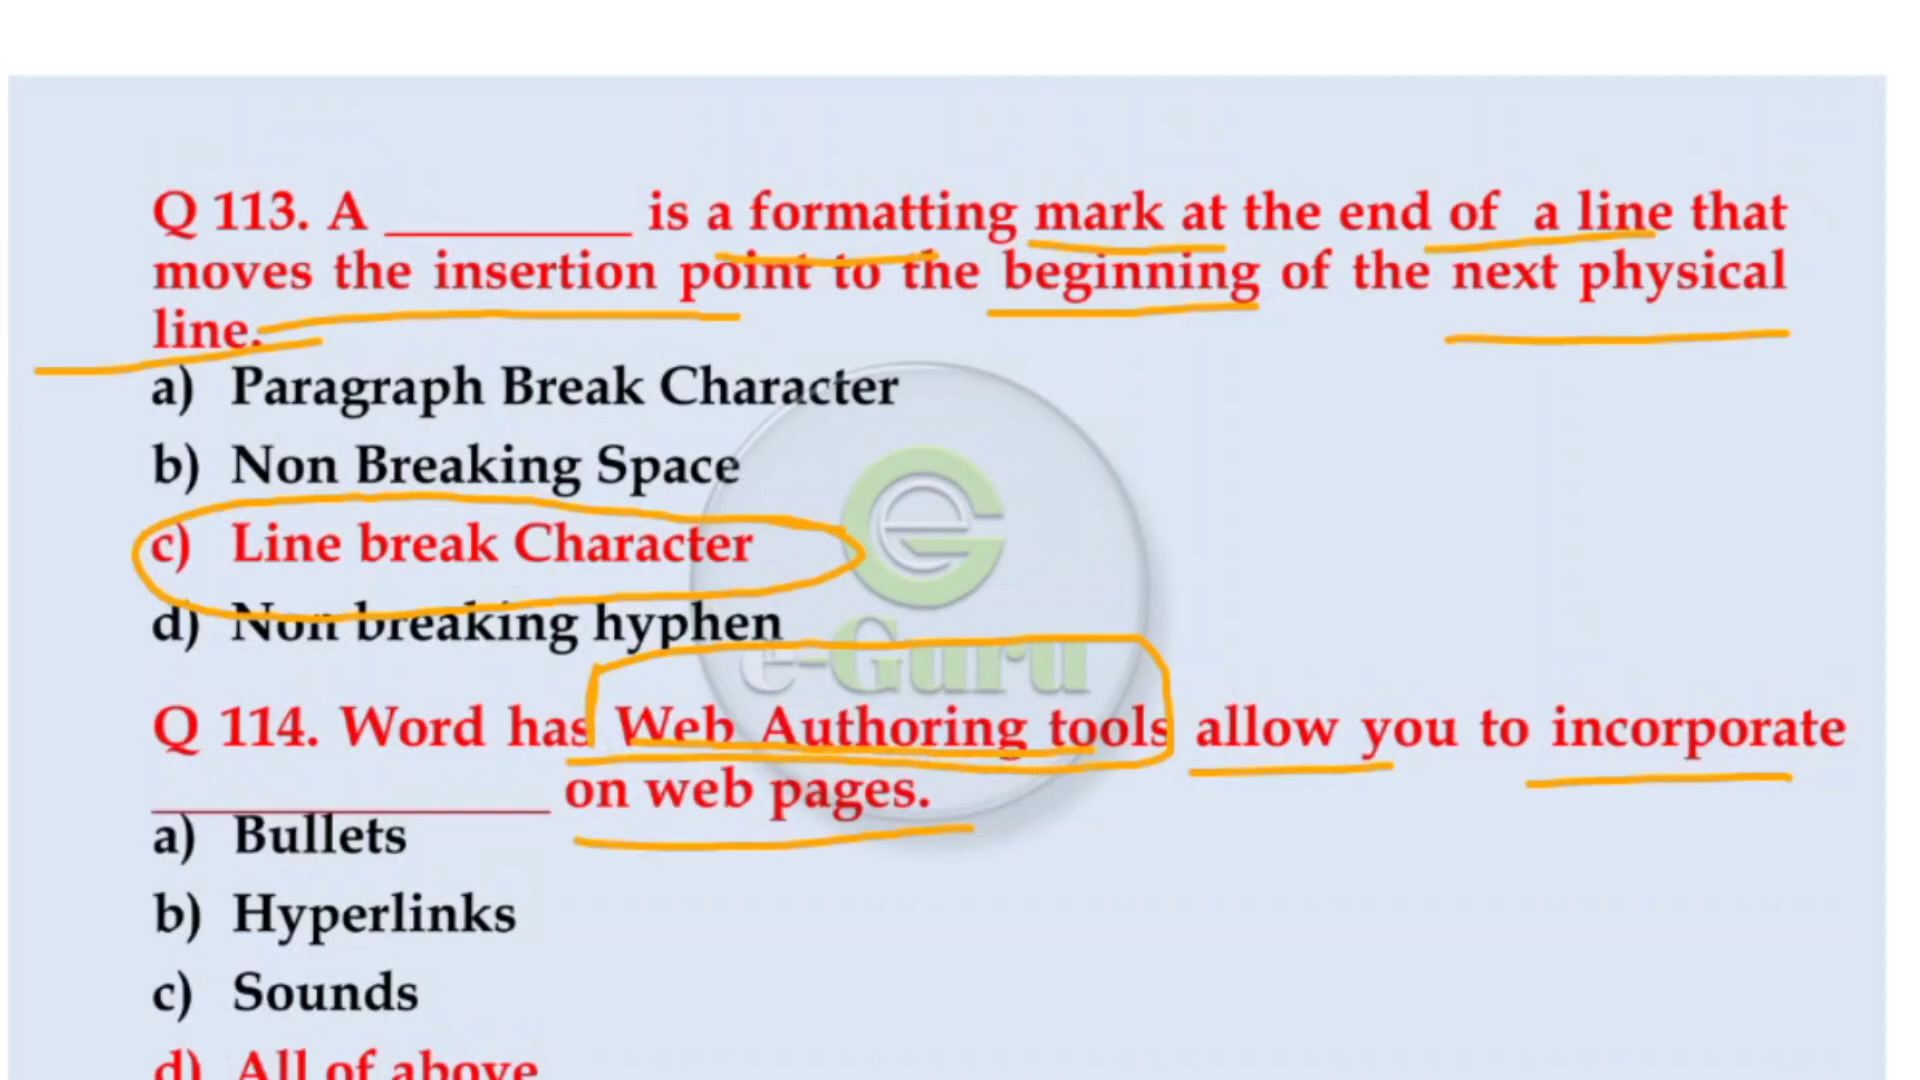 Q 113. A _________ is a formatting mark at the end of a line that
moves the insertion point to the beginning of the next physical
line.
a) Paragraph Break Character
b) Non Breaking Space
c) Line break Character
d) Non breaking hyphen
e-Guru
Q 114. Word has Web Authoring tools allow you to incorporate
______________ on web pages.
a) Bullets
b) Hyperlinks
c) Sounds
d) All of above